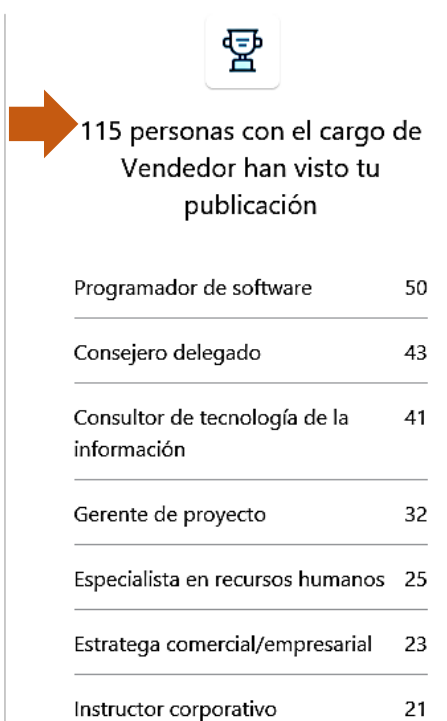 115 personas con el cargo de
Vendedor han visto tu
publicación
Programador de software 50
Consejero delegado 43
Consultor de tecnología de la 41
información
Gerente de proyecto 32
Especialista en recursos humanos 25
Estratega comercial/empresarial 23
Instructor corporativo 21